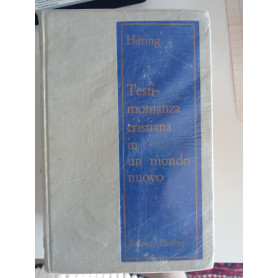 Häring
Testi-
monianza
cristiana
in
un mondo
nuovo